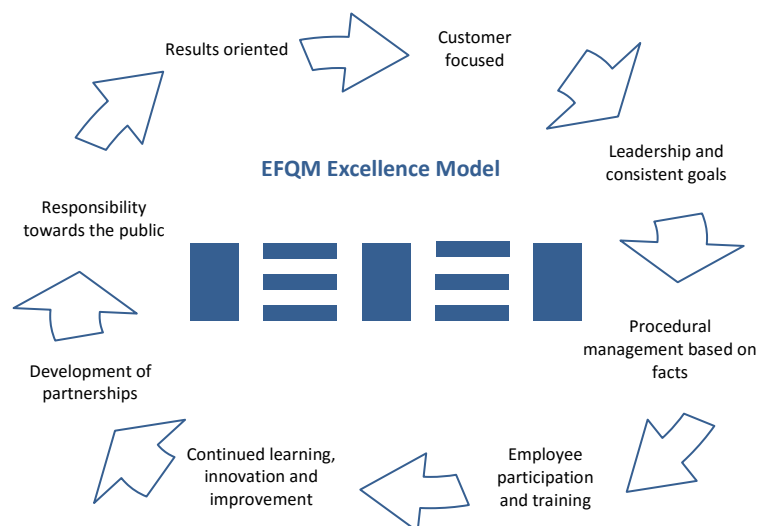 Results oriented
Customer
focused
EFQM Excellence Model
Leadership and
consistent goals
Responsibility
towards the public
Procedural
management based on
facts
Development of
partnerships
Continued learning,
innovation and
improvement
Employee
participation
and training